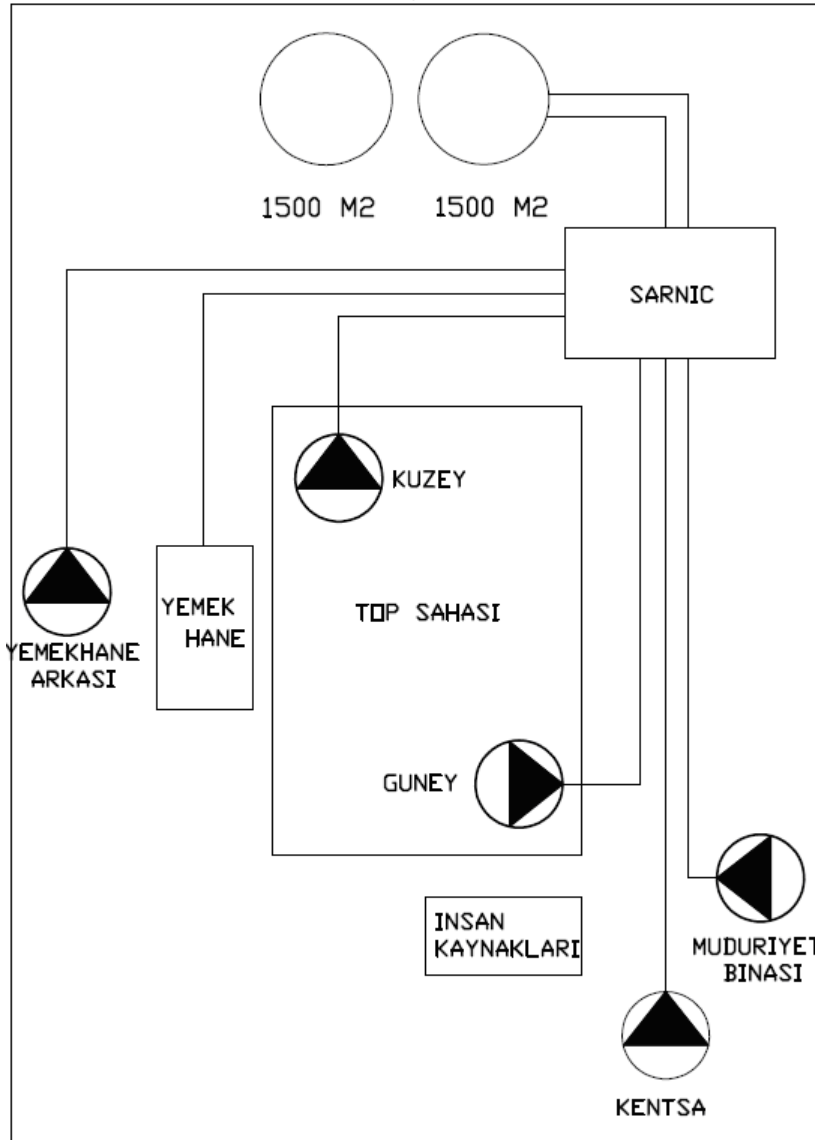 1500 M2 1500 M2
SARNIC
KUZEY
YEMEK
HANE
TOP SAHASI
YEMEKHANE
ARKASI
GUNEY
INSAN
KAYNAKLARI
MUDURIYET
BINASI
KENTSA